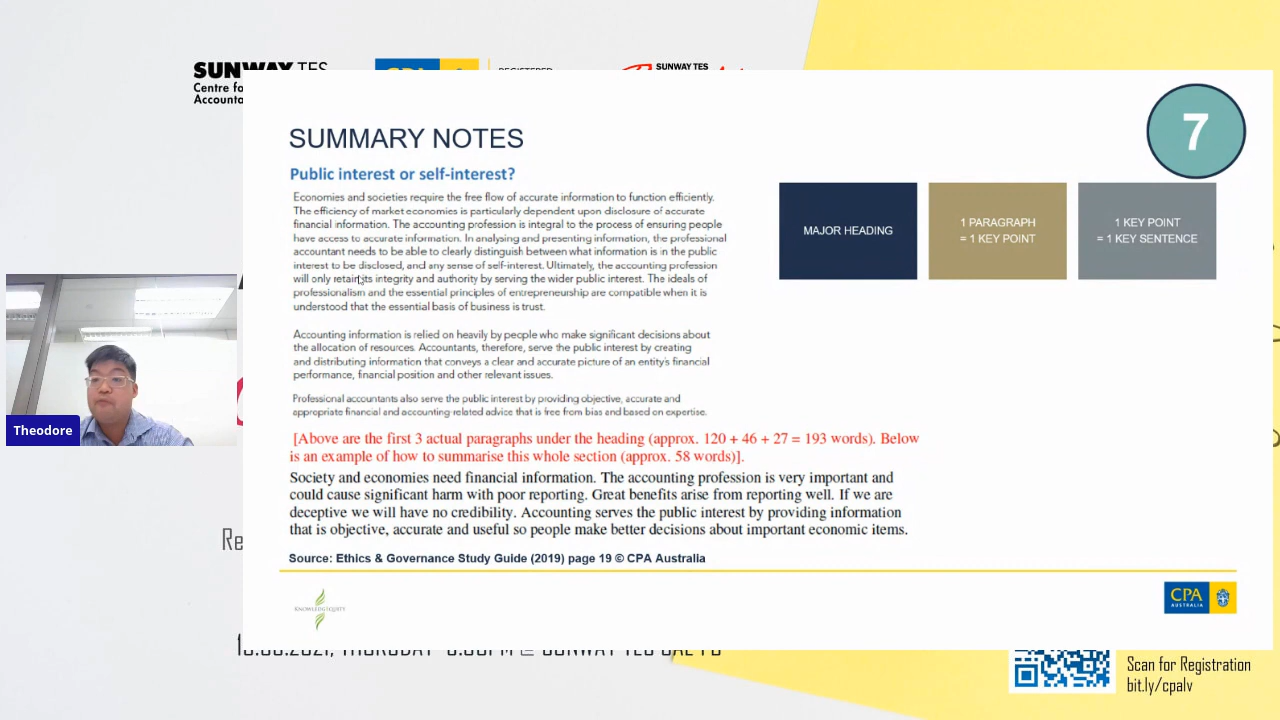 SUNWAY TES
Centre fo
Accounta
CPA
REGISTERED
SUNWAY TES
7
SUMMARY NOTES
Public interest or self-interest?
Economies and societies require the free flow of accurate information to function efficiently.
The efficiency of market economies is particularly dependent upon disclosure of accurate
financial information. The accounting profession is integral to the process of ensuring people
have access to accurate information. In analysing and presenting information, the professional
accountant needs to be able to clearly distinguish between what information is in the public
interest to be disclosed, and any sense of self-interest. Ultimately, the accounting profession
will only retain its integrity and authority by serving the wider public interest. The ideals of
professionalism and the essential principles of entrepreneurship are compatible when it is
understood that the essential basis of business is trust.
Accounting information is relied on heavily by people who make significant decisions about
the allocation of resources. Accountants, therefore, serve the public interest by creating
and distributing information that conveys a clear and accurate picture of an entity's financial
performance, financial position and other relevant issues.
Professional accountants also serve the public interest by providing objective, accurate and
appropriate financial and accounting-related advice that is free from bias and based on expertise.
[Above are the first 3 actual paragraphs under the heading (approx. 120 + 46 + 27 = 193 words). Below
is an example of how to summarise this whole section (approx. 58 words)].
Society and economies need financial information. The accounting profession is very important and
could cause significant harm with poor reporting. Great benefits arise from reporting well. If we are
deceptive we will have no credibility. Accounting serves the public interest by providing information
that is objective, accurate and useful so people make better decisions about important economic items.
Source: Ethics & Governance Study Guide (2019) page 19 © CPA Australia
MAJOR HEADING
1 PARAGRAPH
= 1 KEY POINT
1 KEY POINT
= 1 KEY SENTENCE
Theodore
Re
KNOWLEDGEQUITY
CPA
AUSTRALIA
Scan for Registration
bit.ly/cpalv